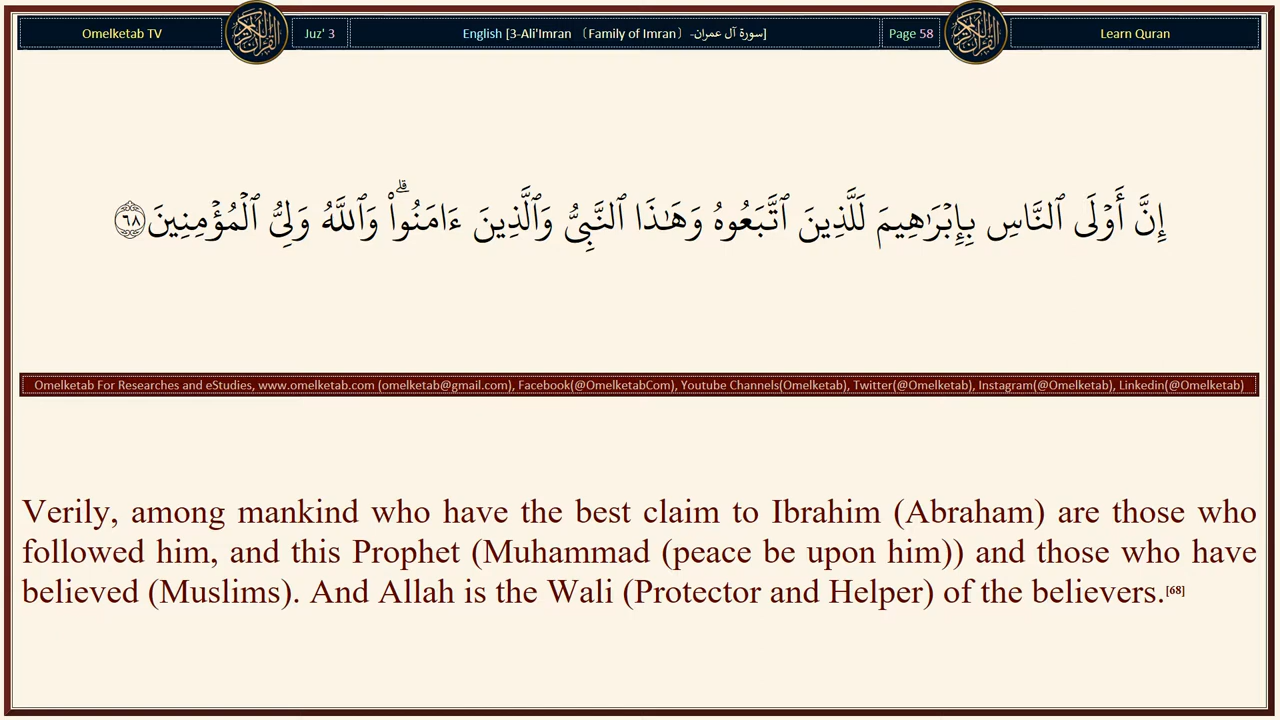 Omelketab TV
Juz' 3
English [3-Ali'Imran （Family of Imran）-سورة آل عمران]
Page 58
Learn Quran
إِنَّ أَوۡلَى ٱلنَّاسِ بِإِبۡرَٰهِيمَ لَلَّذِينَ ٱتَّبَعُوهُ وَهَٰذَا ٱلنَّبِيُّ وَٱلَّذِينَ ءَامَنُواْۗ وَٱللَّهُ وَلِيُّ ٱلۡمُؤۡمِنِينَ ٦٨
Omelketab For Researches and eStudies, www.omelketab.com (omelketab@gmail.com), Facebook(@OmelketabCom), Youtube Channels(Omelketab), Twitter(@Omelketab), Instagram(@Omelketab), Linkedin(@Omelketab)
Verily, among mankind who have the best claim to Ibrahim (Abraham) are those who
followed him, and this Prophet (Muhammad (peace be upon him)) and those who have
believed (Muslims). And Allah is the Wali (Protector and Helper) of the believers.[68]